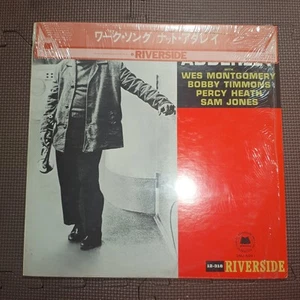 ワーク・ソング ナット・アダレイ
RIVERSIDE
ADDERLEY
WES MONTGOMERY
BOBBY TIMMONS
PERCY HEATH
SAM JONES
RIVERSIDE